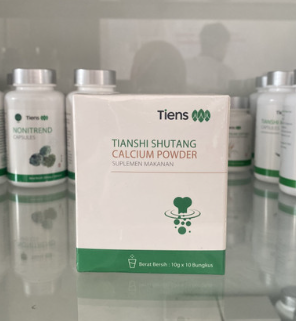 Tiens
TIANSHI SHUTANG
CALCIUM POWDER
SUPLEMEN MAKANAN
Berat Bersih : 10g x 10 Bungkus
Tiens
NONITREND
CAPSULES